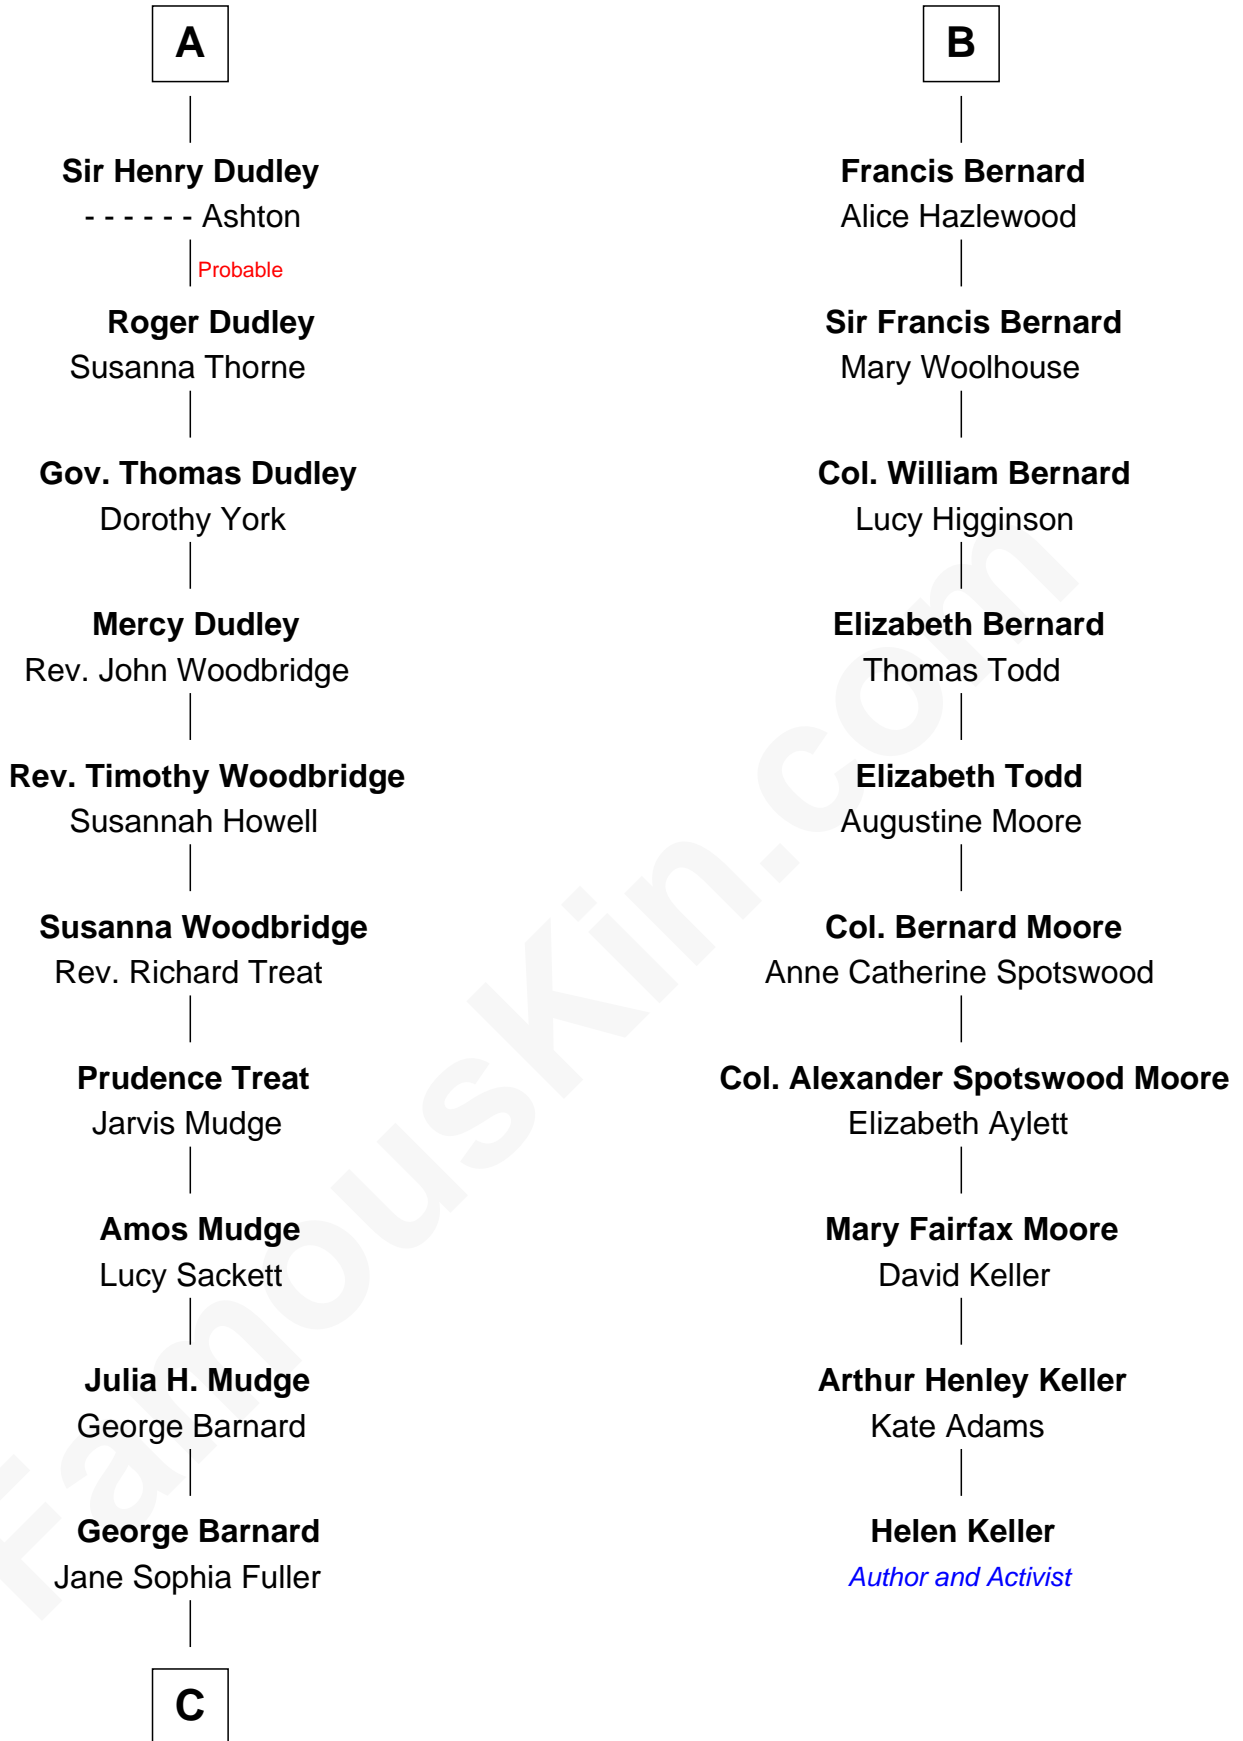 A
Sir Henry Dudley
- - - - - - Ashton
Probable
Roger Dudley
Susanna Thorne
Gov. Thomas Dudley
Dorothy York
Mercy Dudley
Rev. John Woodbridge
Rev. Timothy Woodbridge
Susannah Howell
Susanna Woodbridge
Rev. Richard Treat
Prudence Treat
Jarvis Mudge
Amos Mudge
Lucy Sackett
Julia H. Mudge
George Barnard
George Barnard
Jane Sophia Fuller
C
B
Francis Bernard
Alice Hazlewood
Sir Francis Bernard
Mary Woolhouse
Col. William Bernard
Lucy Higginson
Elizabeth Bernard
Thomas Todd
Elizabeth Todd
Augustine Moore
Col. Bernard Moore
Anne Catherine Spotswood
Col. Alexander Spotswood Moore
Elizabeth Aylett
Mary Fairfax Moore
David Keller
Arthur Henley Keller
Kate Adams
Helen Keller
Author and Activist
FamousKin.com